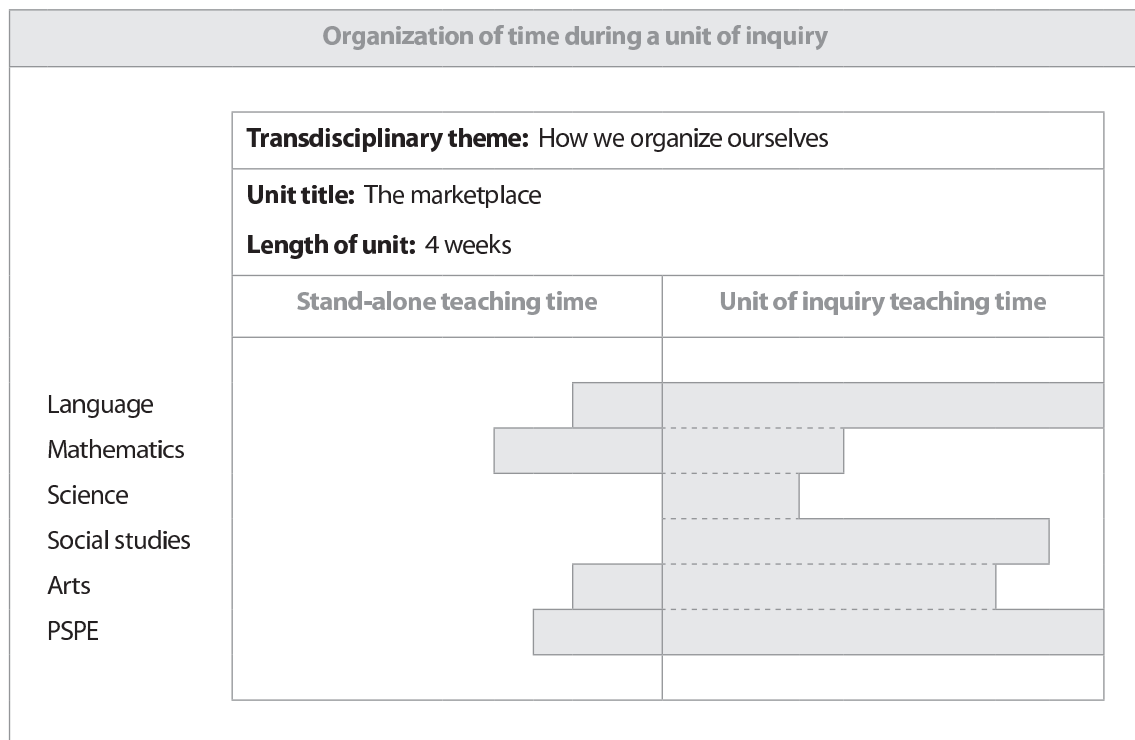 Organization of time during a unit of inquiry
Transdisciplinary theme: How we organize ourselves
Unit title: The marketplace
Length of unit: 4 weeks
Stand-alone teaching time
Unit of inquiry teaching time
Language
Mathematics
Science
Social studies
Arts
PSPE